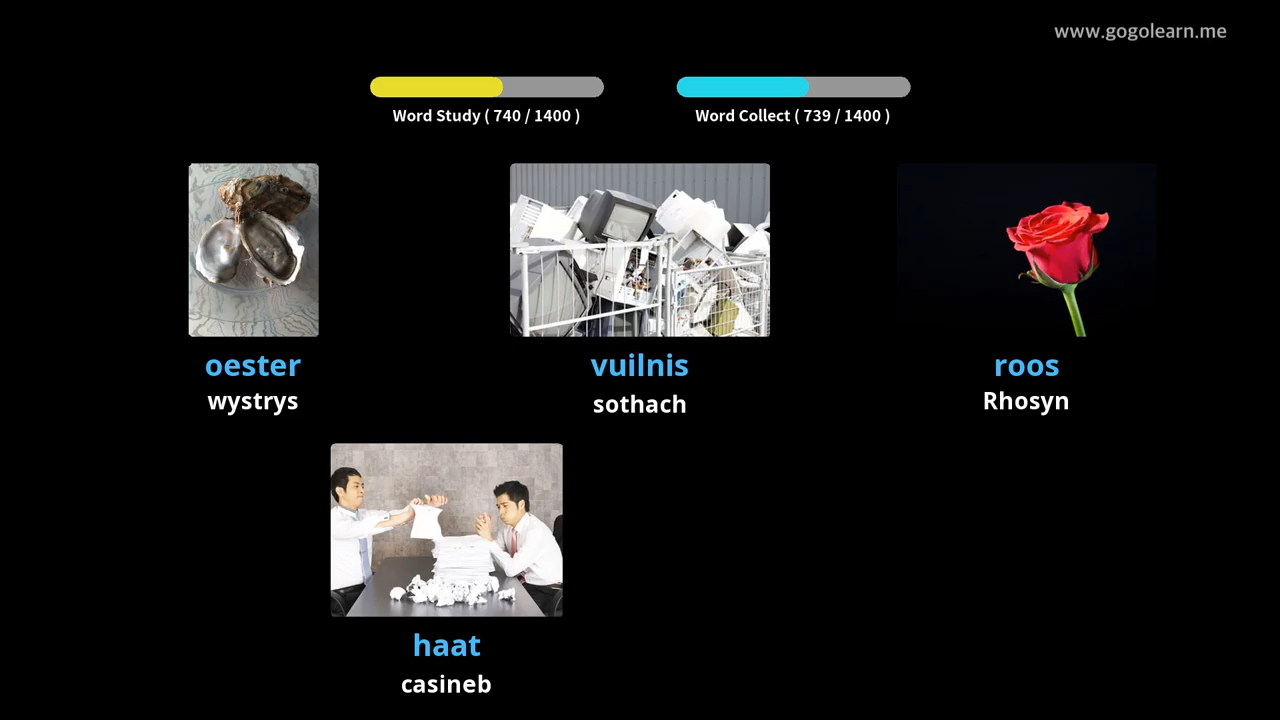 www.gogolearn.me
Word Study ( 740 / 1400 )
Word Collect ( 739 / 1400 )
oester
wystrys
vuilnis
sothach
roos
Rhosyn
haat
casineb